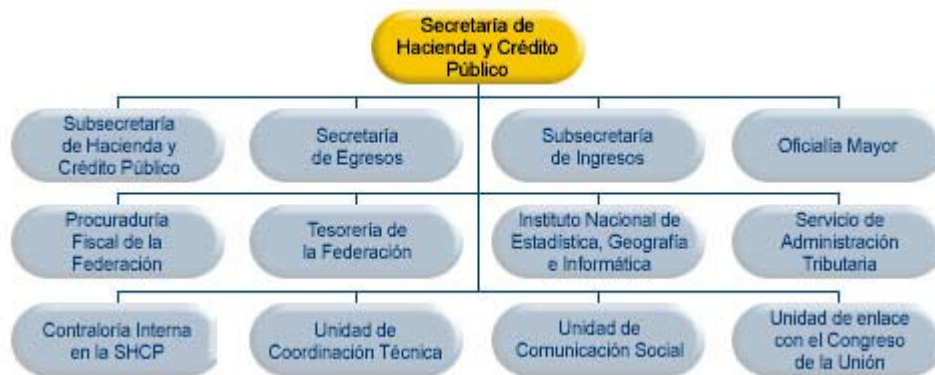 Secretaría de
Hacienda y Crédito
Público
Subsecretaría
de Hacienda y
Crédito Público
Secretaría
de Egresos
Subsecretaría
de Ingresos
Oficialía Mayor
Procuraduría
Fiscal de la
Federación
Tesorería de
la Federación
Instituto Nacional de
Estadística, Geografía
e Informática
Servicio de
Administración
Tributaria
Contraloría Interna
en la SHCP
Unidad de
Coordinación Técnica
Unidad de
Comunicación Social
Unidad de enlace
con el Congreso
de la Unión